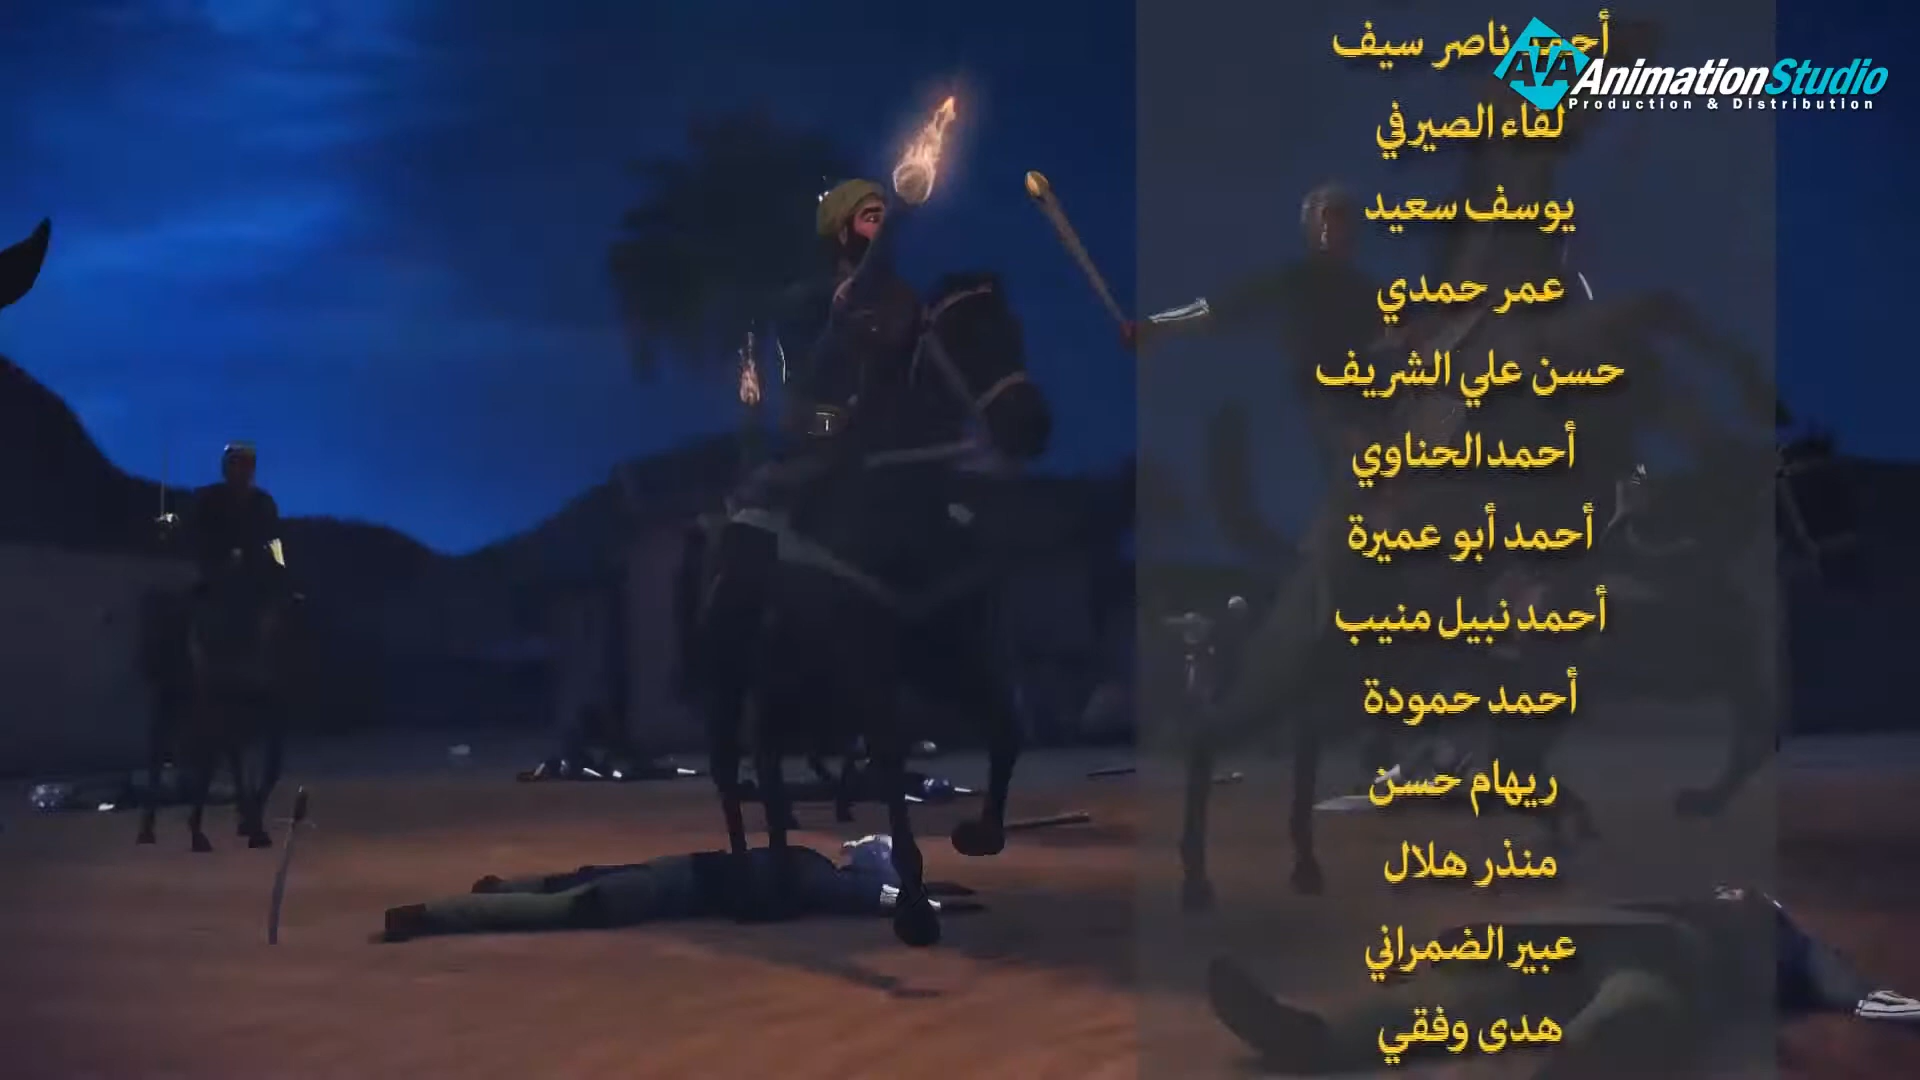 أحمد ناصر سيف
ATA AnimationStudio
Production & Distribution
لقاء الصيرفي
يوسف سعيد
عمر حمدي
حسن علي الشريف
أحمد الحناوي
أحمد أبو عميرة
أحمد نبيل منيب
أحمد حمودة
ريهام حسن
منذر هلال
عبير الضمراني
هدى وفقي